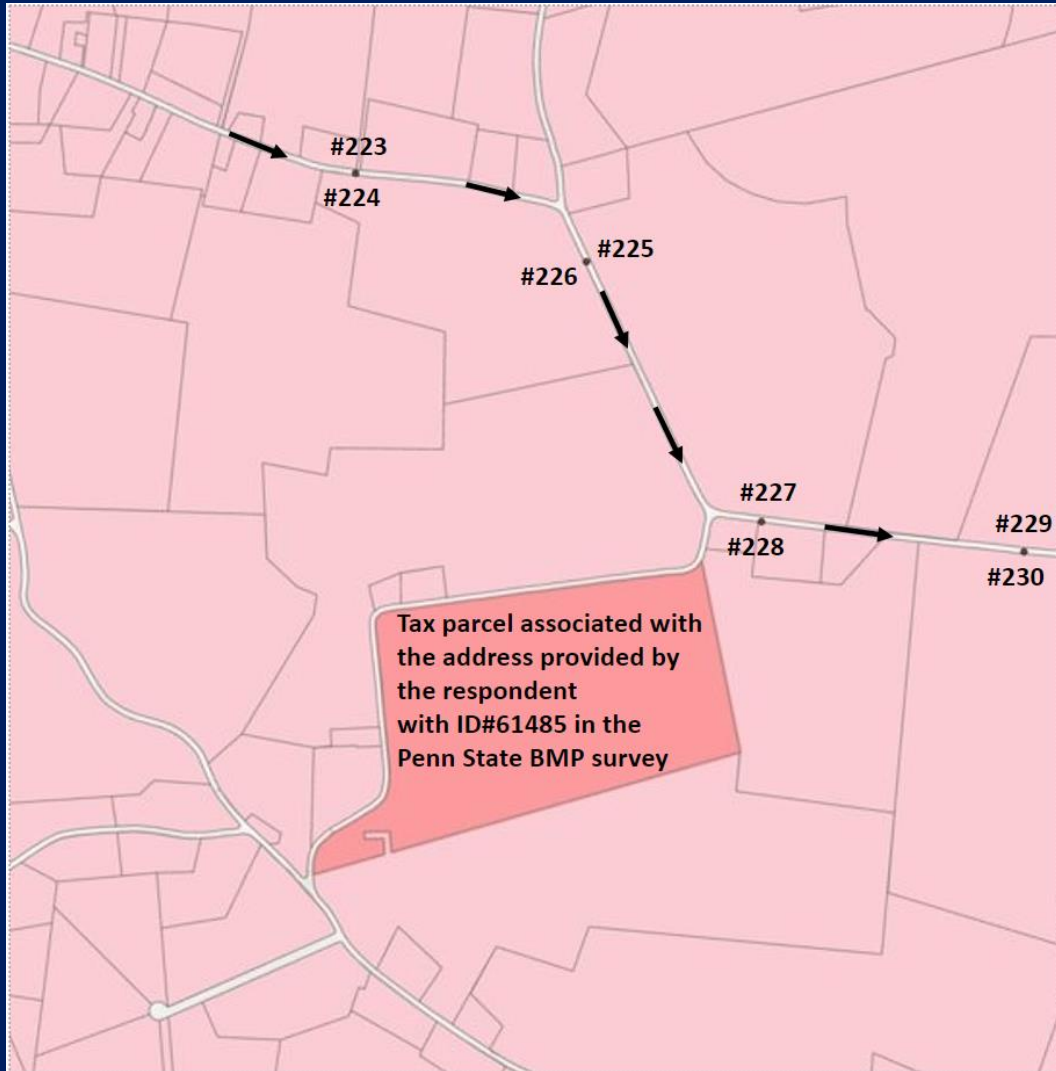 #223
#224
#225
#226
#227
#228
#229
#230
Tax parcel associated with
the address provided by
the respondent
with ID#61485 in the
Penn State BMP survey